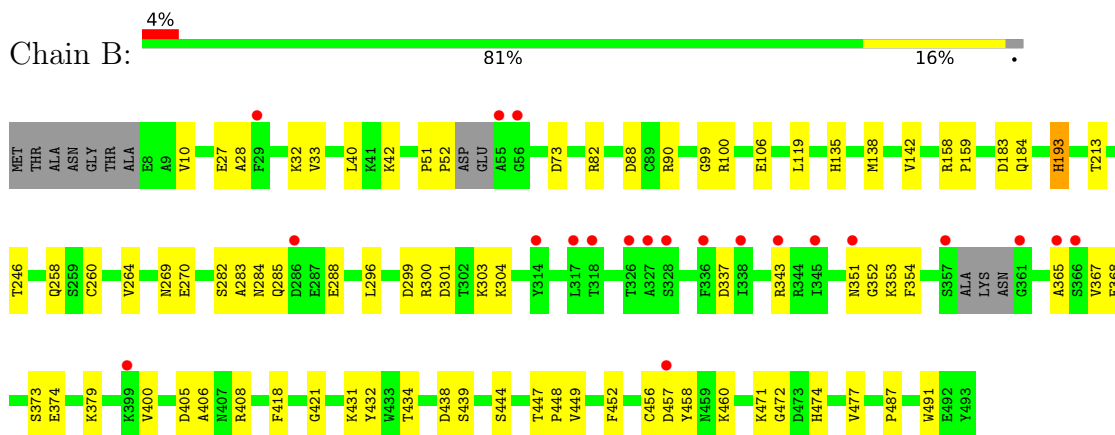 4%
Chain B:
81% 16% •
MET THR ALA ASN GLY THR ALA E8 A9 V10 E27 A28 F29 K32 V33 L40 K41 K42 P51 P52 ASP GLU A55 G56 D73 R82 D88 C89 R90 G99 R100 E106 L119 H135 M138 V142 R158 P159 D183 Q184 H193 T213
T246 Q258 S259 C260 V264 N269 E270 S282 A283 N284 Q285 D286 E287 E288 L296 D299 R300 D301 T302 K303 K304 Y314 L317 T318 T326 A327 S328 F336 D337 I338 R343 R344 I345 N351 G352 K353 F354 S357 ALA LYS ASN G361 A365 S366 V367 E368
S373 E374 K379 K399 V400 D405 A406 N407 R408 F418 G421 K431 Y432 W433 T434 D438 S439 S444 T447 P448 V449 F452 C456 D457 Y458 N459 K460 K471 G472 D473 H474 V477 P487 W491 E492 Y493